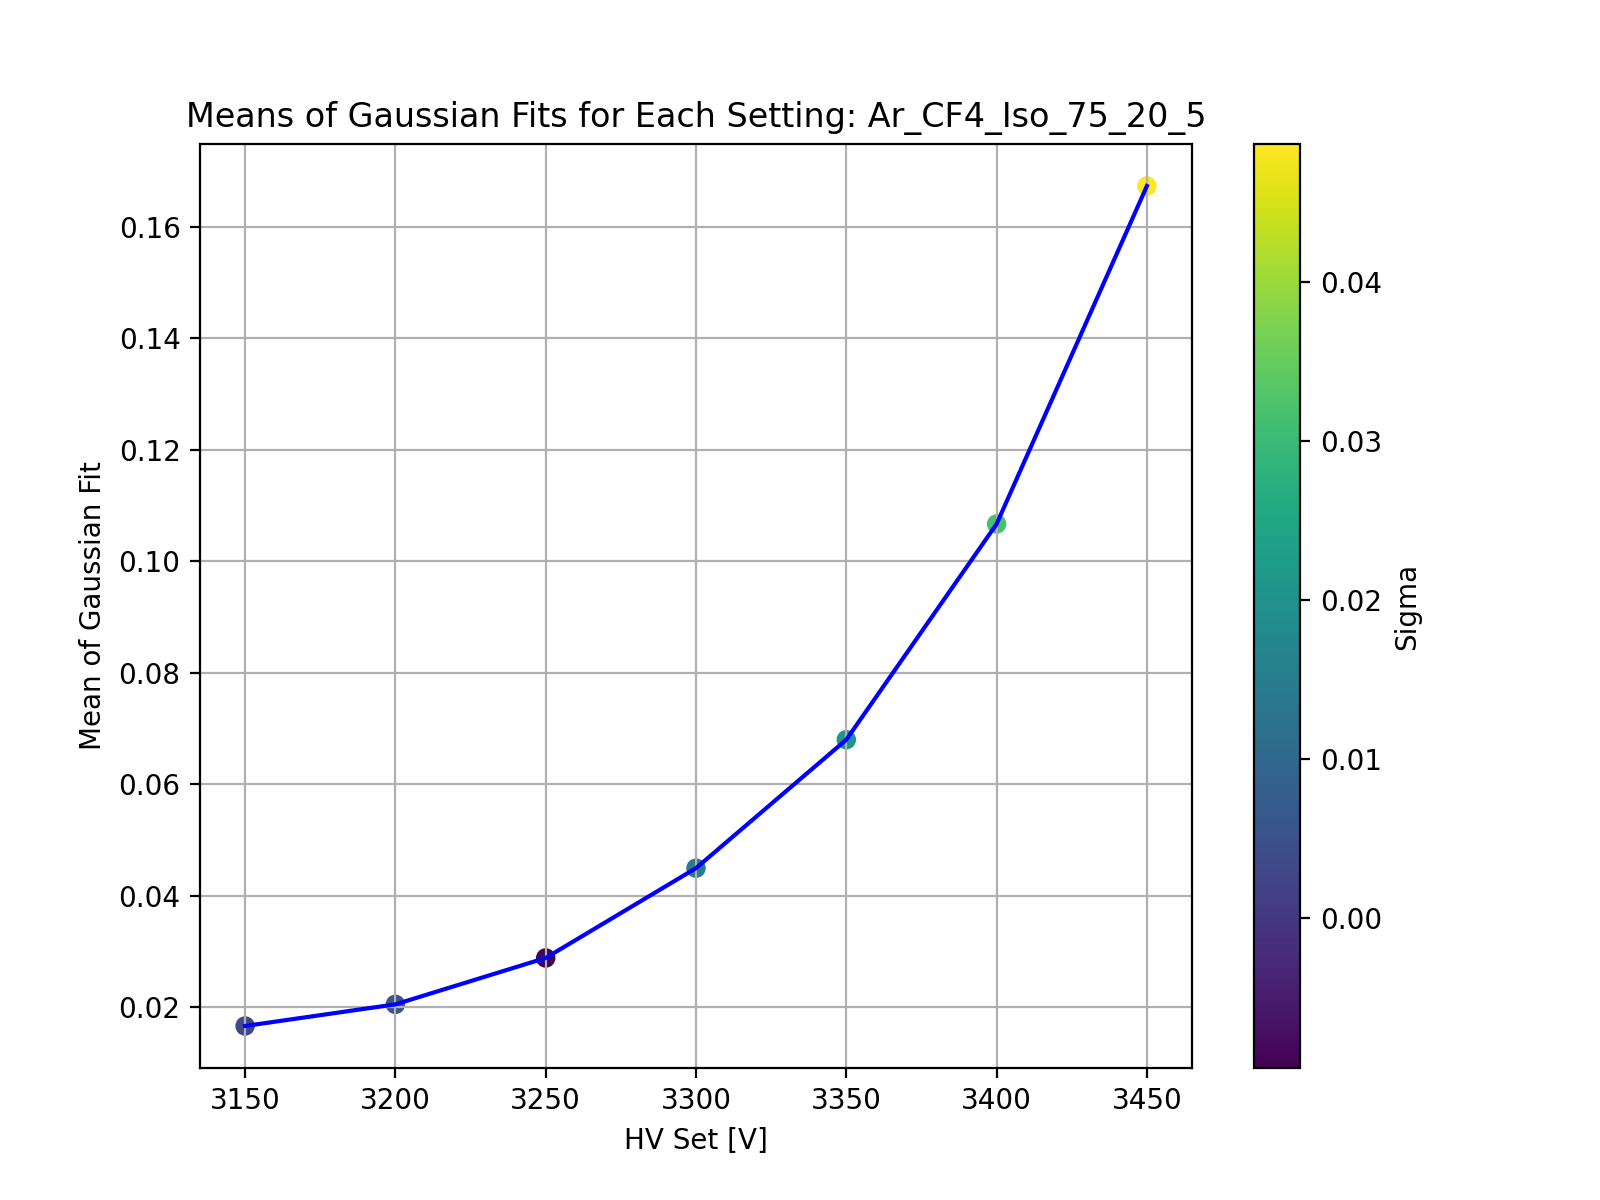 Means of Gaussian Fits for Each Setting: Ar_CF4_Iso_75_20_5
Mean of Gaussian Fit
0.16
0.14
0.12
0.10
0.08
0.06
0.04
0.02
3150 3200 3250 3300 3350 3400 3450
HV Set [V]
0.04
0.03
0.02
0.01
0.00
Sigma